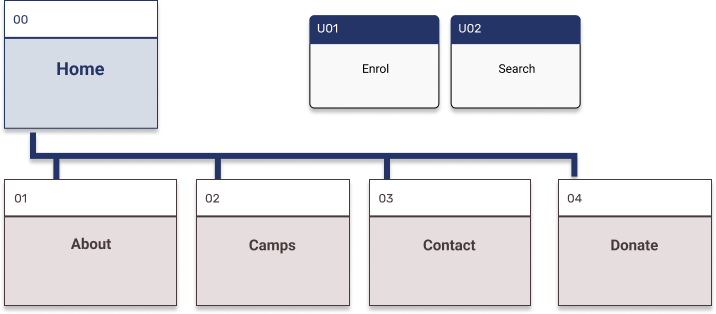 00
Home
U01
Enrol
U02
Search
01
About
02
Camps
03
Contact
04
Donate